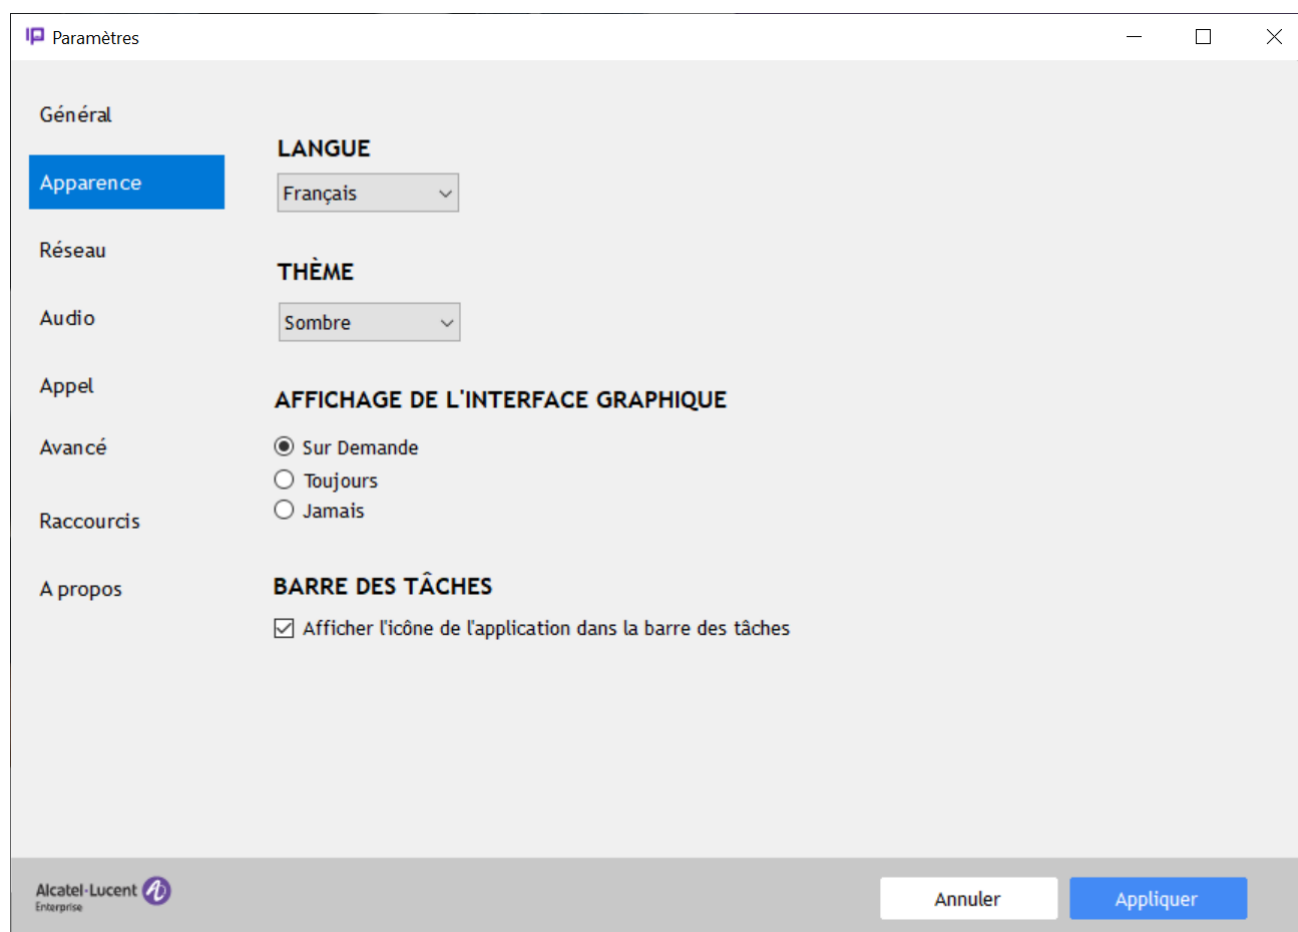 Paramètres
Général
Apparence
Réseau
Audio
Appel
Avancé
Raccourcis
A propos
LANGUE
Français
THÈME
Sombre
AFFICHAGE DE L'INTERFACE GRAPHIQUE
Sur Demande
Toujours
Jamais
BARRE DES TÂCHES
Afficher l'icône de l'application dans la barre des tâches
Alcatel·Lucent
Enterprise
Annuler
Appliquer